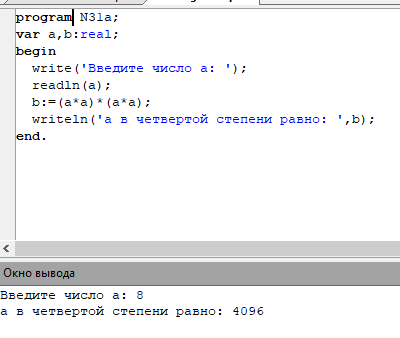 program N31a;
var a,b:real;
begin
write('Введите число a: ');
readln(a);
b:=(a*a)*(a*a);
writeln('a в четвертой степени равно: ',b);
end.
Окно вывода
Введите число a: 8
a в четвертой степени равно: 4096